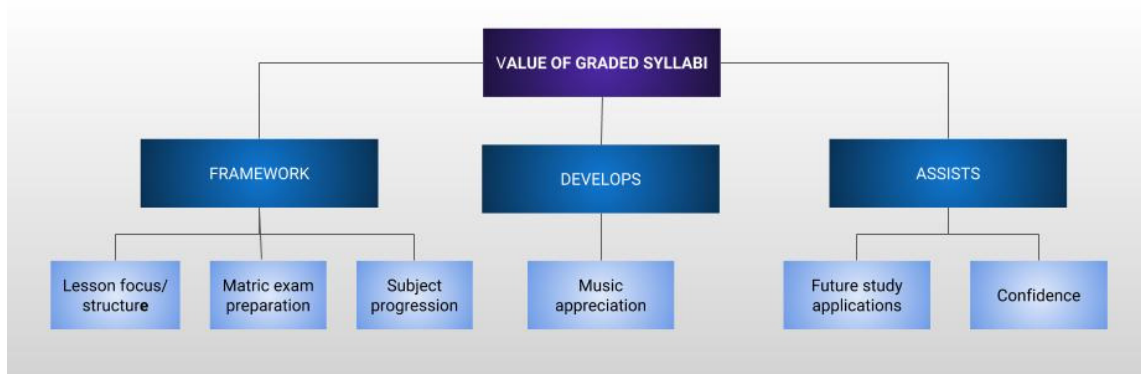 VALUE OF GRADED SYLLABI
FRAMEWORK
DEVELOPS
ASSISTS
Lesson focus/
structure
Matric exam
preparation
Subject
progression
Music
appreciation
Future study
applications
Confidence